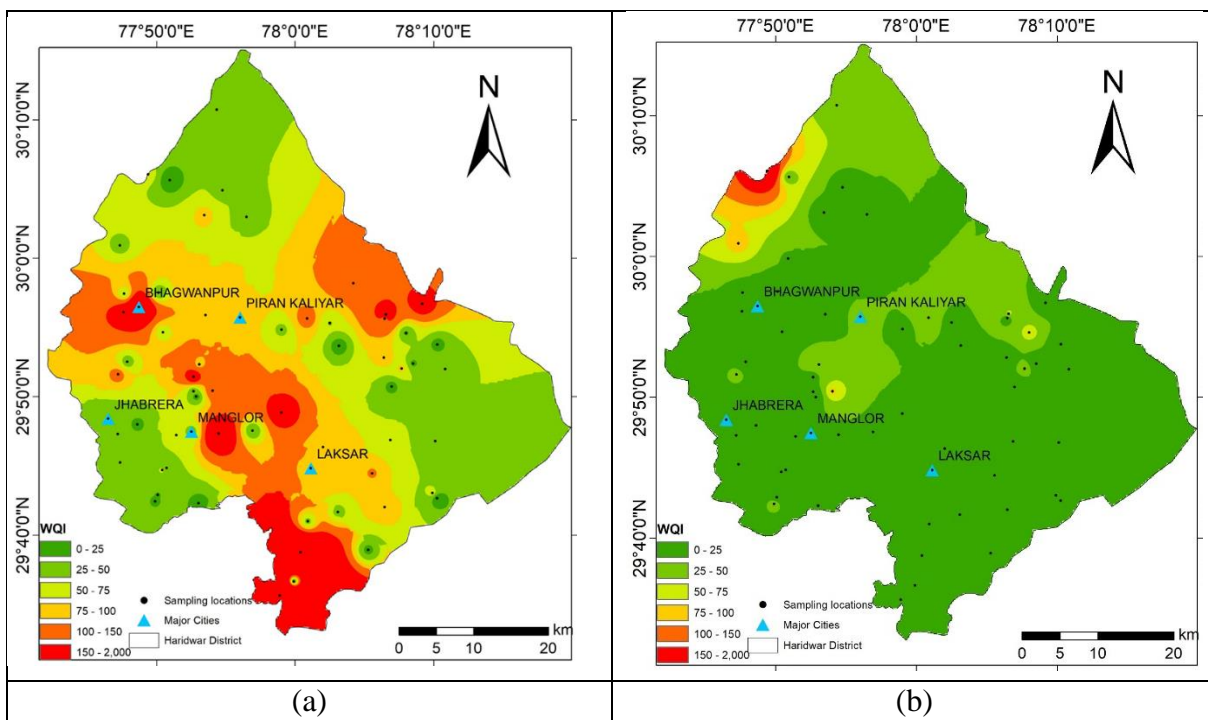 77°50'0"E 78°0'0"E 78°10'0"E
30°10'0"N
30°0'0"N
29°50'0"N
29°40'0"N
N
BHAGWANPUR
PIRAN KALIYAR
JHABRERA
MANGLOR
LAKSAR
WQI
0 - 25
25 - 50
50 - 75
75 - 100
100 - 150
150 - 2,000
Sampling locations
Major Cities
Haridwar District
km
0 5 10 20
(a)
77°50'0"E 78°0'0"E 78°10'0"E
30°10'0"N
30°0'0"N
29°50'0"N
29°40'0"N
N
BHAGWANPUR
PIRAN KALIYAR
JHABRERA
MANGLOR
LAKSAR
WQI
0 - 25
25 - 50
50 - 75
75 - 100
100 - 150
150 - 2,000
Sampling locations
Major Cities
Haridwar District
km
0 5 10 20
(b)